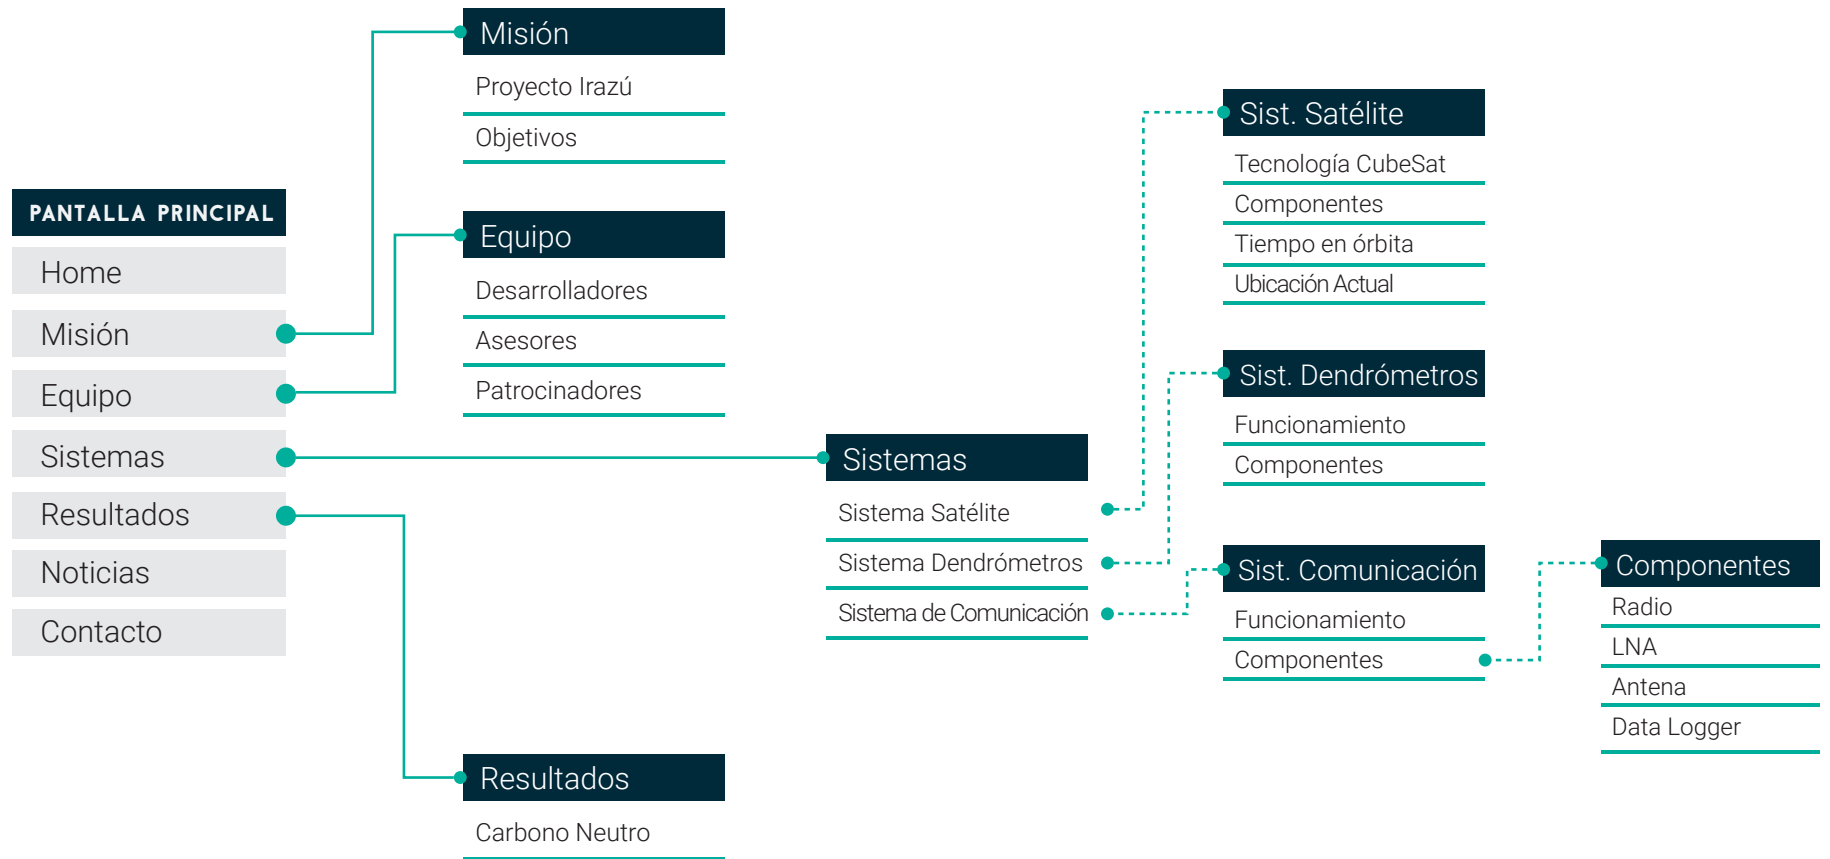 PANTALLA PRINCIPAL
Home
Misión
Equipo
Sistemas
Resultados
Noticias
Contacto
Misión
Proyecto Irazú
Objetivos
Equipo
Desarrolladores
Asesores
Patrocinadores
Resultados
Carbono Neutro
Sistemas
Sistema Satélite
Sistema Dendrómetros
Sistema de Comunicación
Sist. Satélite
Tecnología CubeSat
Componentes
Tiempo en órbita
Ubicación Actual
Sist. Dendrómetros
Funcionamiento
Componentes
Sist. Comunicación
Funcionamiento
Componentes
Componentes
Radio
LNA
Antena
Data Logger